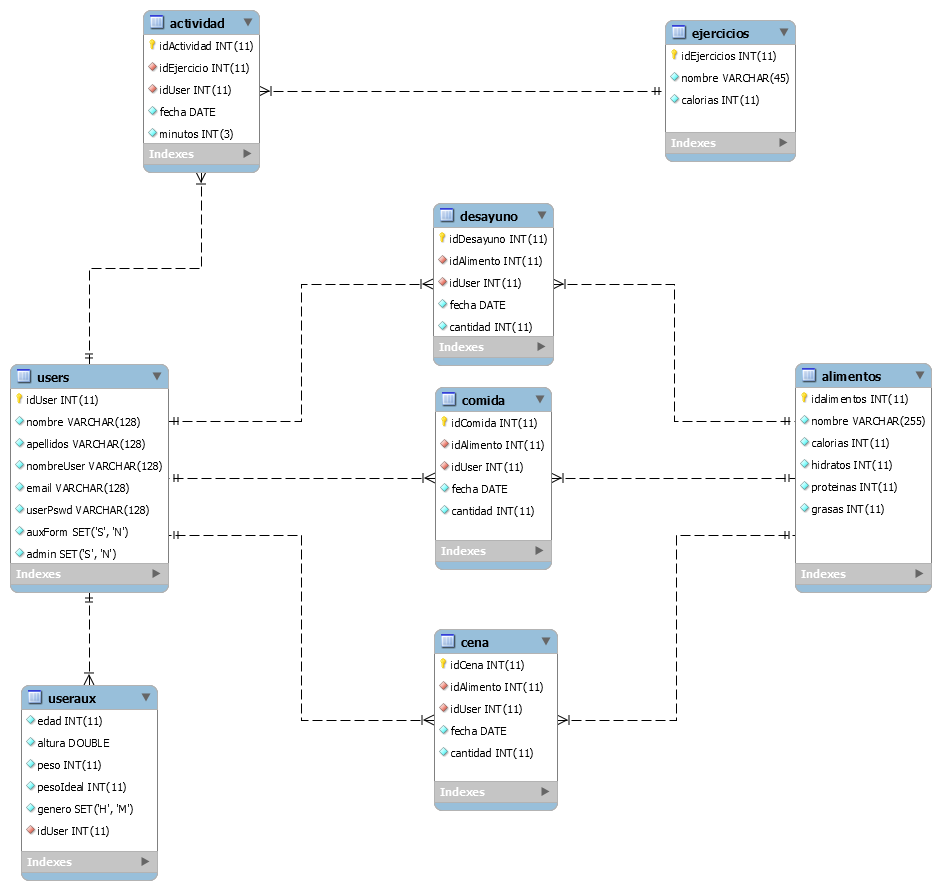 actividad
idActividad INT(11)
idEjercicio INT(11)
idUser INT(11)
fecha DATE
minutos INT(3)
Indexes
ejercicios
idEjercicios INT(11)
nombre VARCHAR(45)
calorias INT(11)
Indexes
desayuno
idDesayuno INT(11)
idAlimento INT(11)
idUser INT(11)
fecha DATE
cantidad INT(11)
Indexes
users
idUser INT(11)
nombre VARCHAR(128)
apellidos VARCHAR(128)
nombreUser VARCHAR(128)
email VARCHAR(128)
userPswd VARCHAR(128)
auxForm SET('S', 'N')
admin SET('S', 'N')
Indexes
comida
idComida INT(11)
idAlimento INT(11)
idUser INT(11)
fecha DATE
cantidad INT(11)
Indexes
alimentos
idalimentos INT(11)
nombre VARCHAR(255)
calorias INT(11)
hidratos INT(11)
proteinas INT(11)
grasas INT(11)
Indexes
cena
idCena INT(11)
idAlimento INT(11)
idUser INT(11)
fecha DATE
cantidad INT(11)
Indexes
useraux
edad INT(11)
altura DOUBLE
peso INT(11)
pesoIdeal INT(11)
genero SET('H', 'M')
idUser INT(11)
Indexes